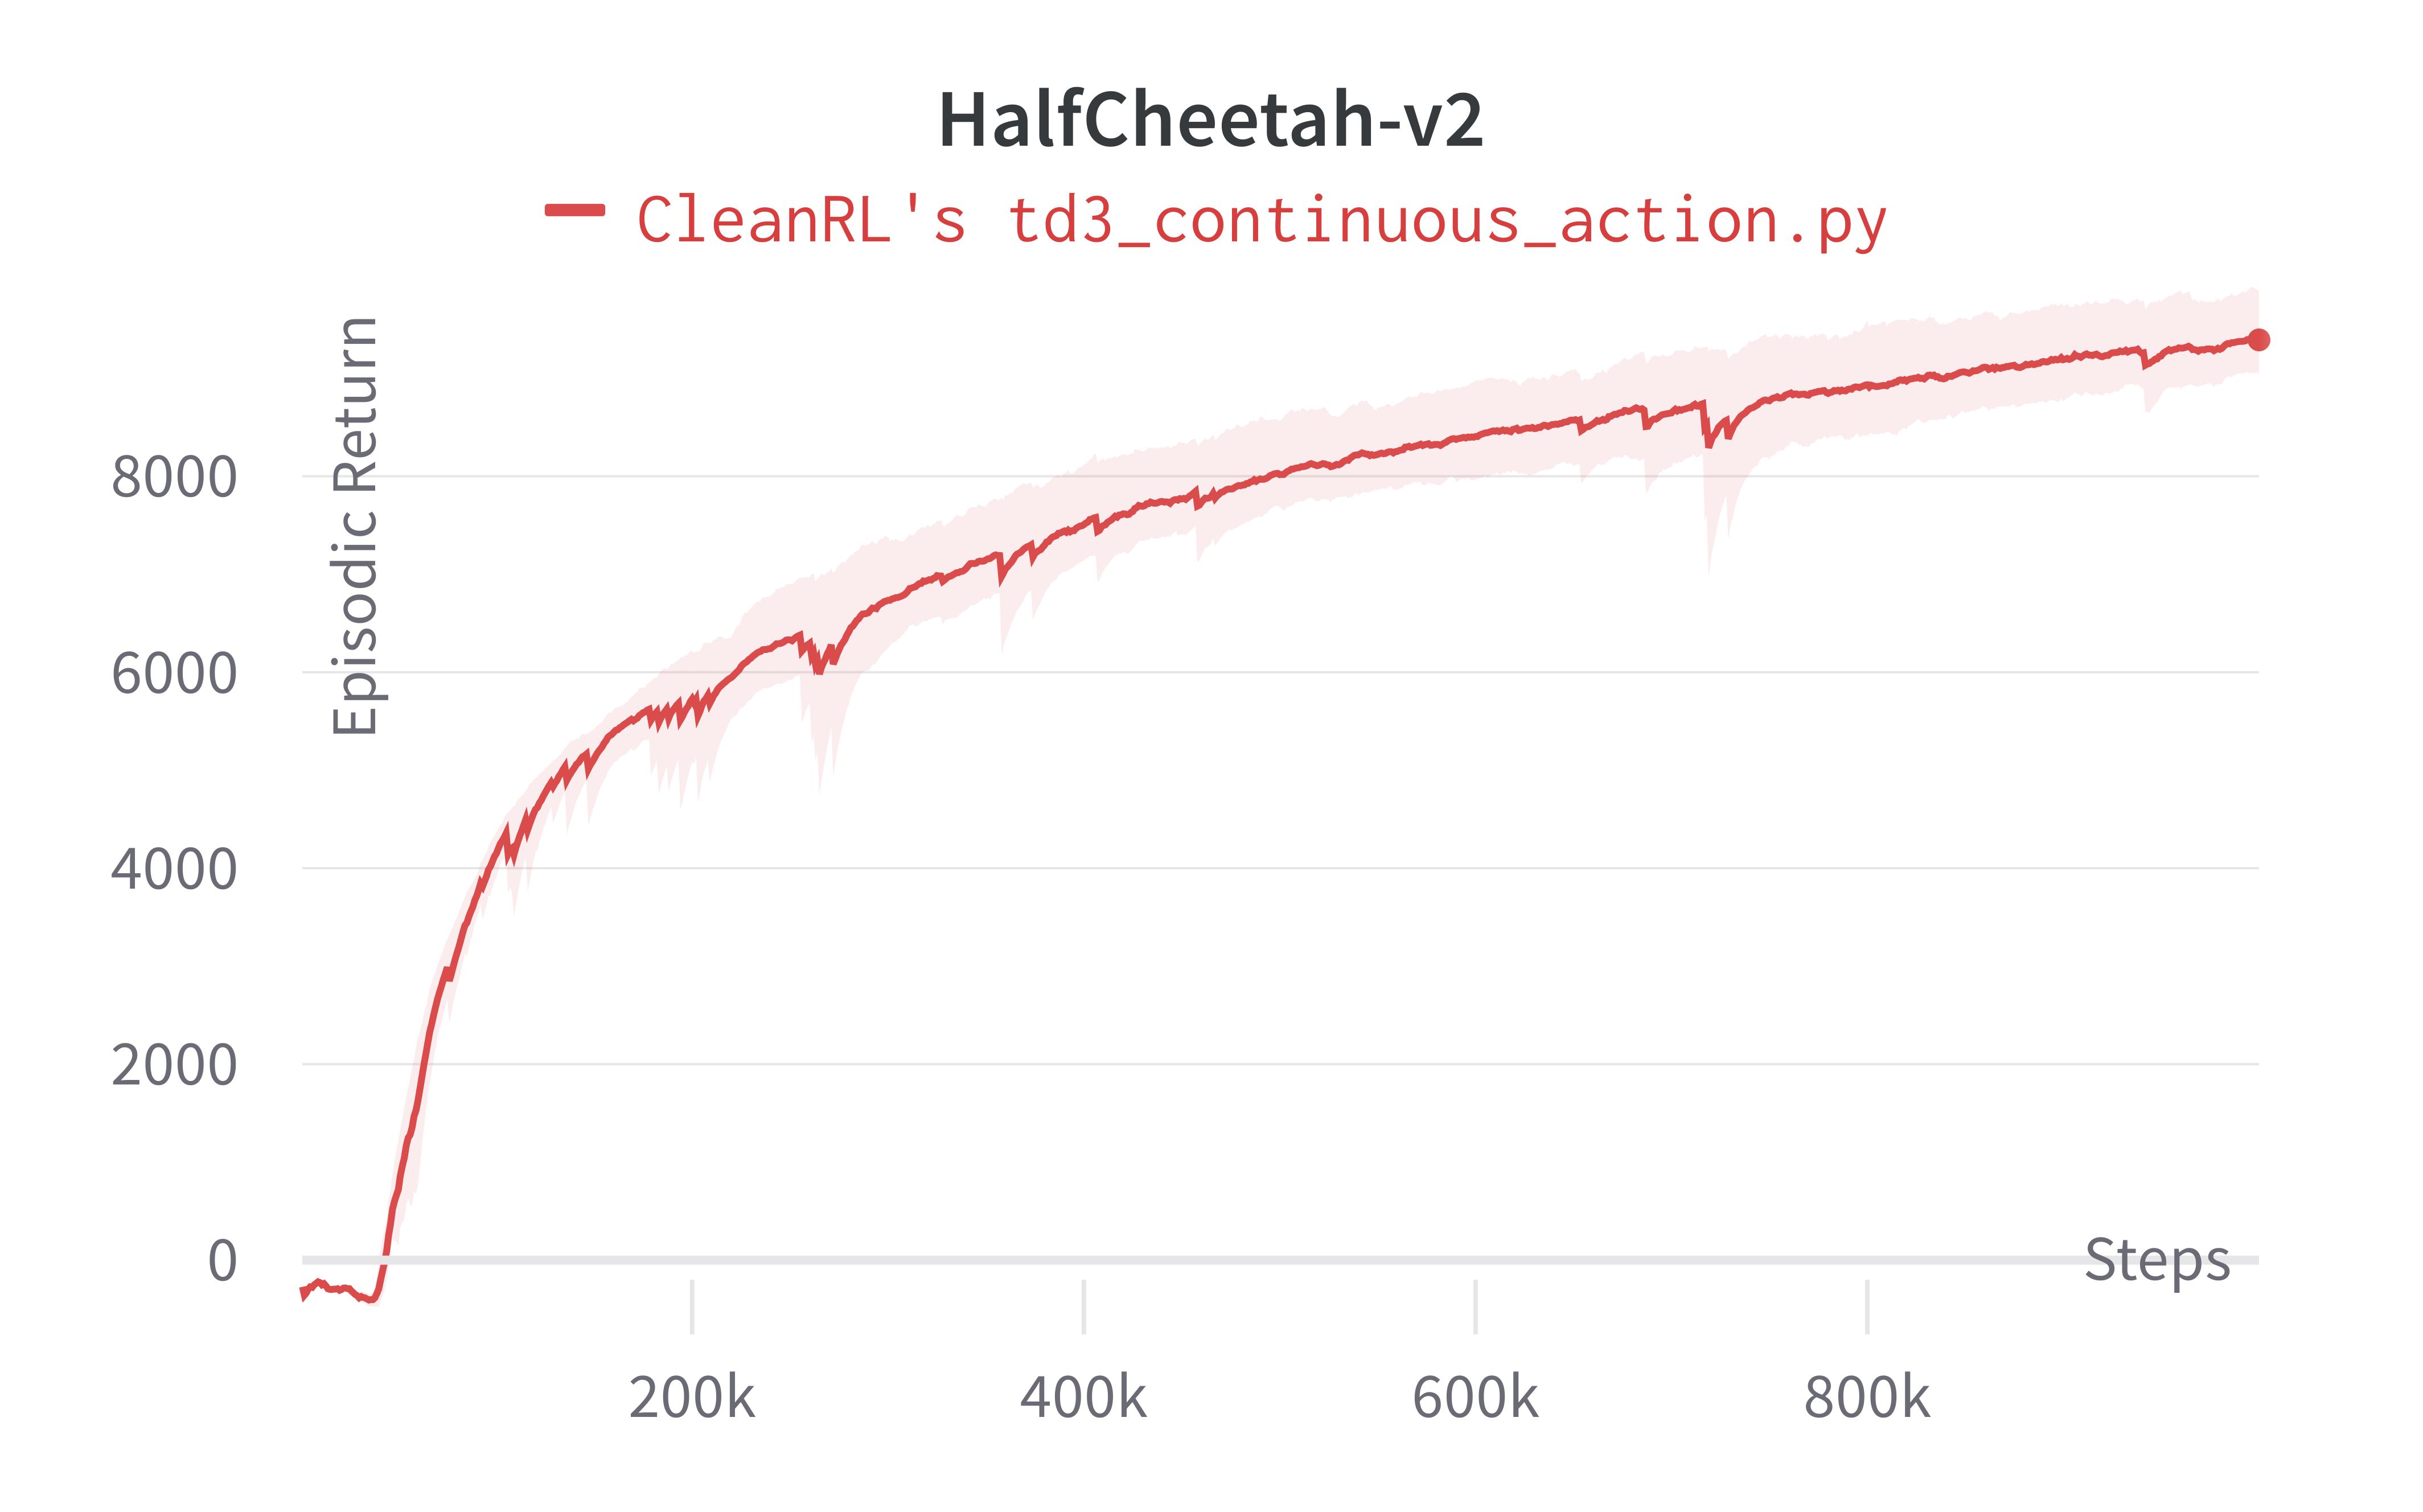 HalfCheetah-v2
CleanRL's td3_continuous_action.py
Episodic Return
8000
6000
4000
2000
0
Steps
200k 400k 600k 800k